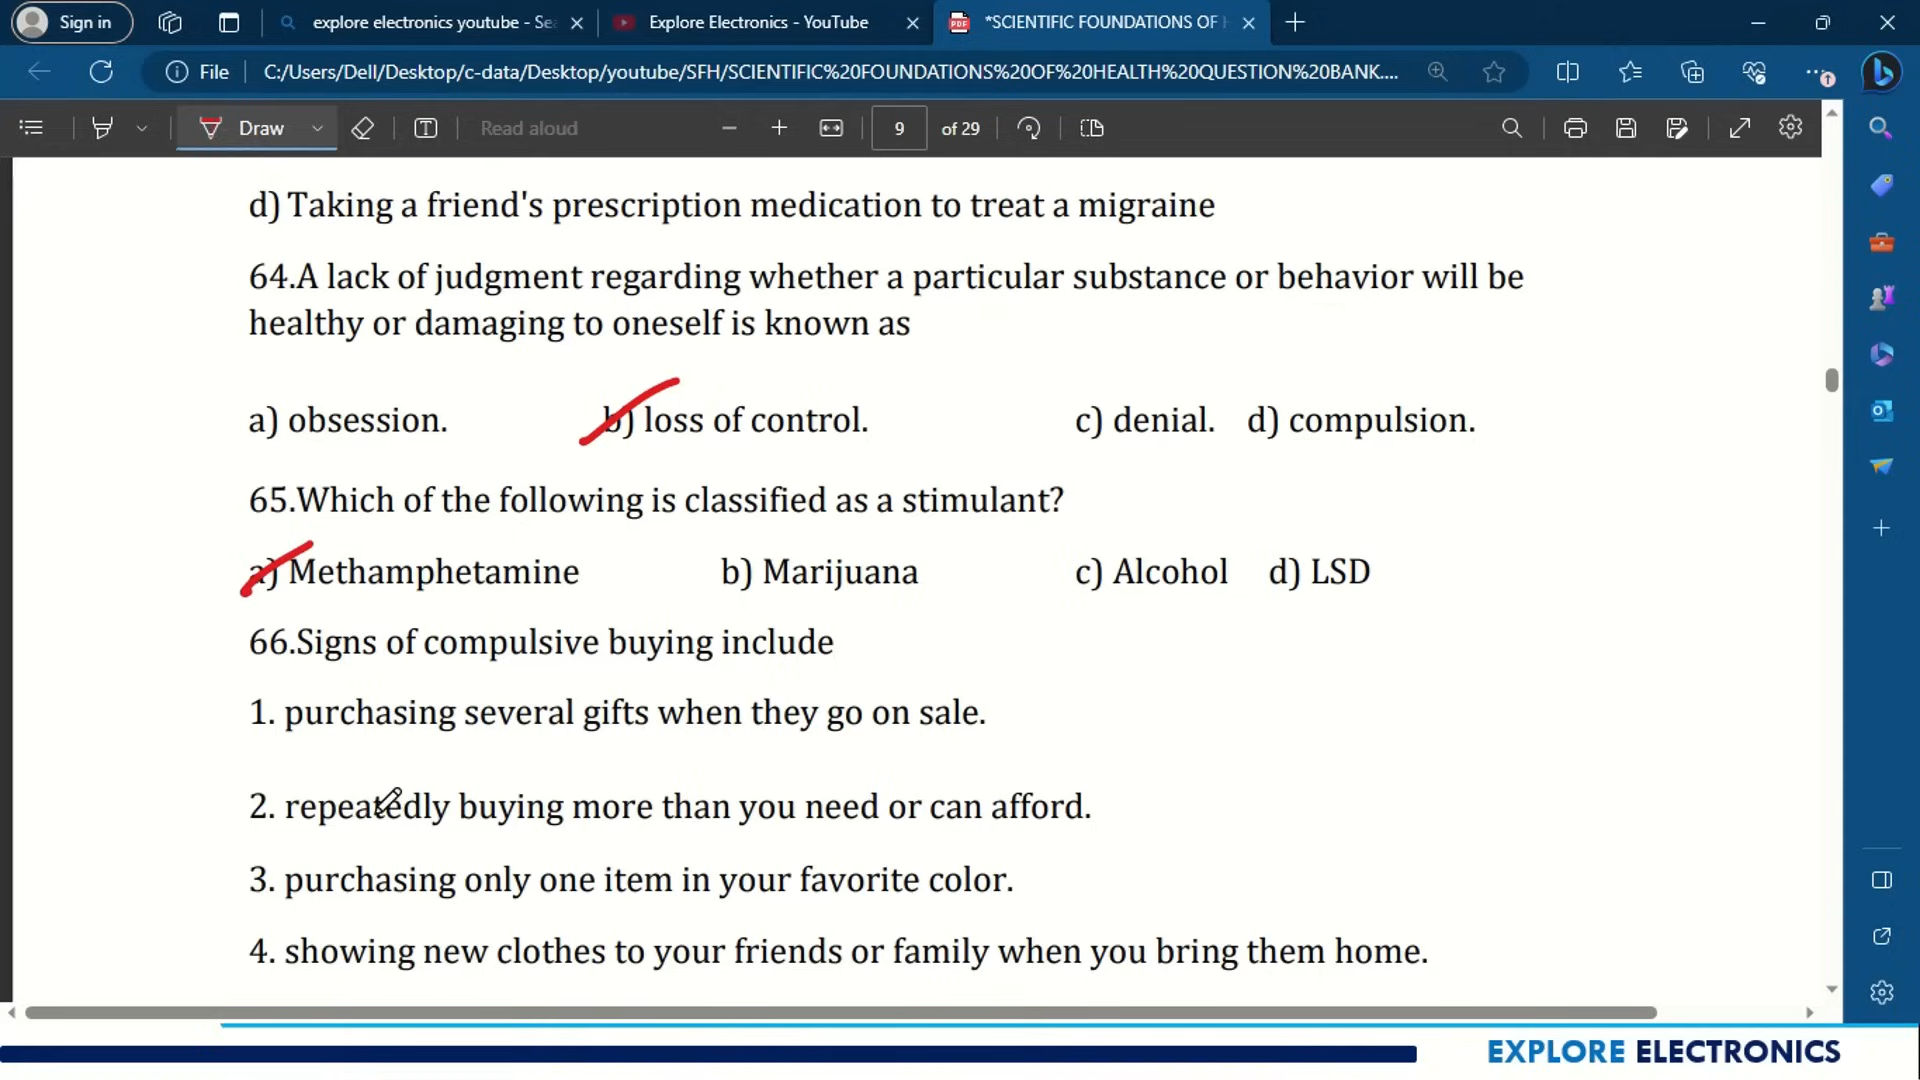 Sign in
explore electronics youtube - Se
Explore Electronics - YouTube
*SCIENTIFIC FOUNDATIONS OF H
File
C:/Users/Dell/Desktop/c-data/Desktop/youtube/SFH/SCIENTIFIC%20FOUNDATIONS%20OF%20HEALTH%20QUESTION%20BANK....
Draw
Read aloud
9
of 29
d) Taking a friend's prescription medication to treat a migraine
64.A lack of judgment regarding whether a particular substance or behavior will be
healthy or damaging to oneself is known as
a) obsession. b) loss of control. c) denial. d) compulsion.
65.Which of the following is classified as a stimulant?
a) Methamphetamine b) Marijuana c) Alcohol d) LSD
66.Signs of compulsive buying include
1. purchasing several gifts when they go on sale.
2. repeatedly buying more than you need or can afford.
3. purchasing only one item in your favorite color.
4. showing new clothes to your friends or family when you bring them home.
EXPLORE ELECTRONICS